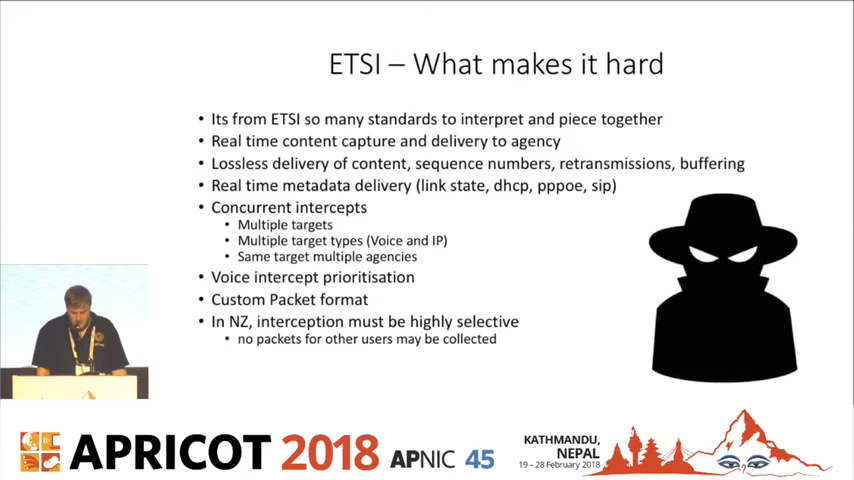 ETSI – What makes it hard
• Its from ETSI so many standards to interpret and piece together
• Real time content capture and delivery to agency
• Lossless delivery of content, sequence numbers, retransmissions, buffering
• Real time metadata delivery (link state, dhcp, pppoe, sip)
• Concurrent intercepts
• Multiple targets
• Multiple target types (Voice and IP)
• Same target multiple agencies
• Voice intercept prioritisation
• Custom Packet format
• In NZ, interception must be highly selective
• no packets for other users may be collected
APRICOT 2018 APNIC 45
KATHMANDU,
NEPAL
19 – 28 February 2018